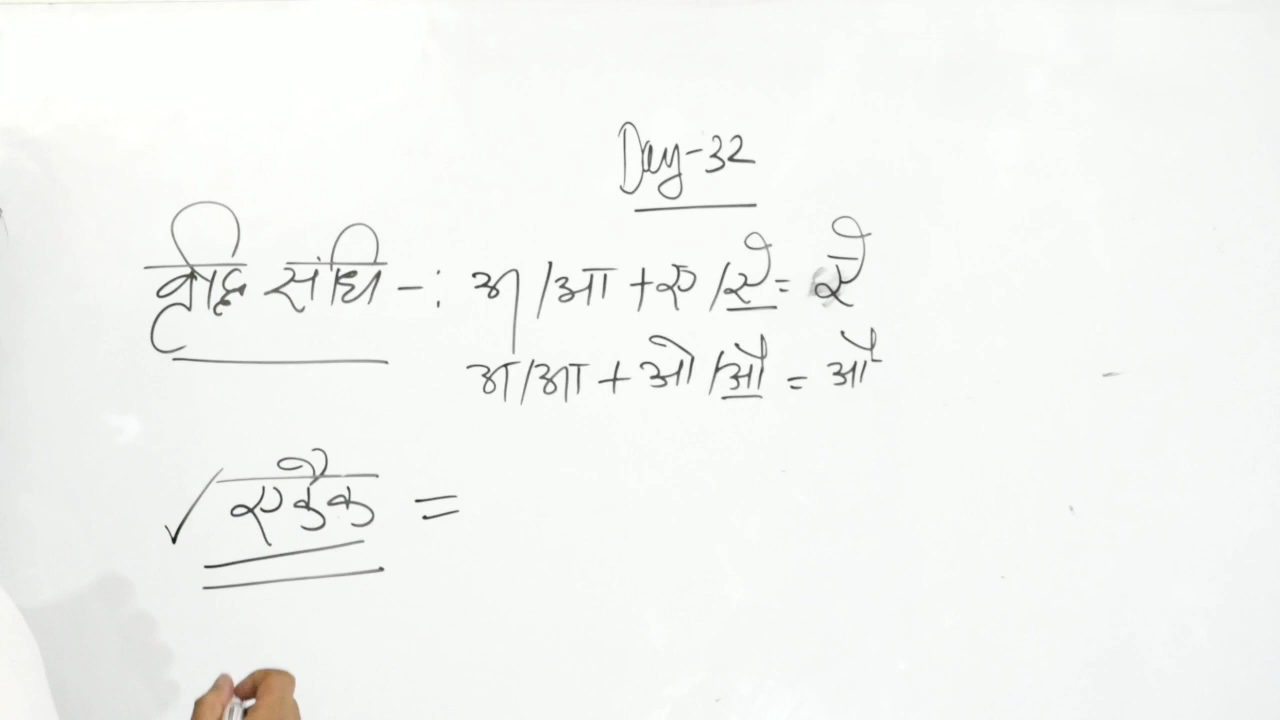 Day-32
वृद्धि संधि -: अ/आ + ए/ऐ = ऐ
अ/आ + ओ/औ = औ
एकैक =